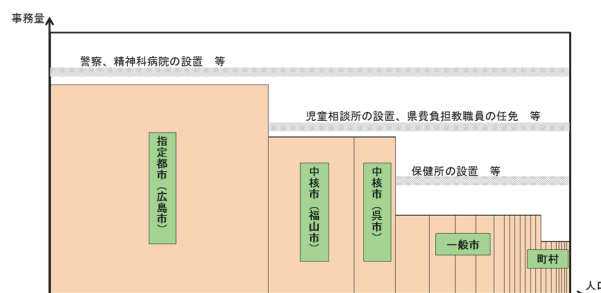 事務量
警察、精神科病院の設置　等
児童相談所の設置、県費負担教職員の任免　等
保健所の設置　等
指定都市（広島市）
中核市（福山市）
中核市（呉市）
一般市
町村
人口